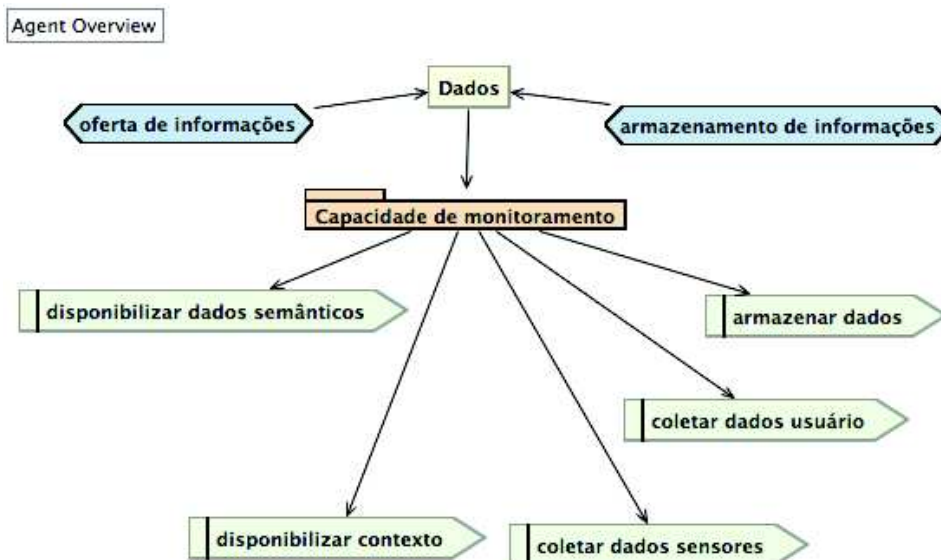 Agent Overview
Dados
oferta de informações
armazenamento de informações
Capacidade de monitoramento
disponibilizar dados semânticos
armazenar dados
coletar dados usuário
disponibilizar contexto
coletar dados sensores